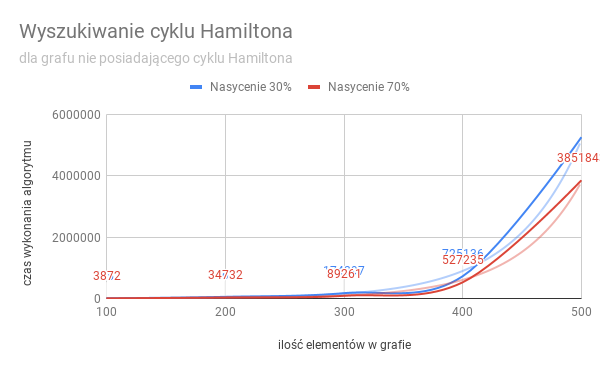 Wyszukiwanie cyklu Hamiltona
dla grafu nie posiadającego cyklu Hamiltona
Nasycenie 30% Nasycenie 70%
czas wykonania algorytmu
6000000
4000000
2000000
0
385184
725136
527235
89261
34732
3872
100 200 300 400 500
ilość elementów w grafie